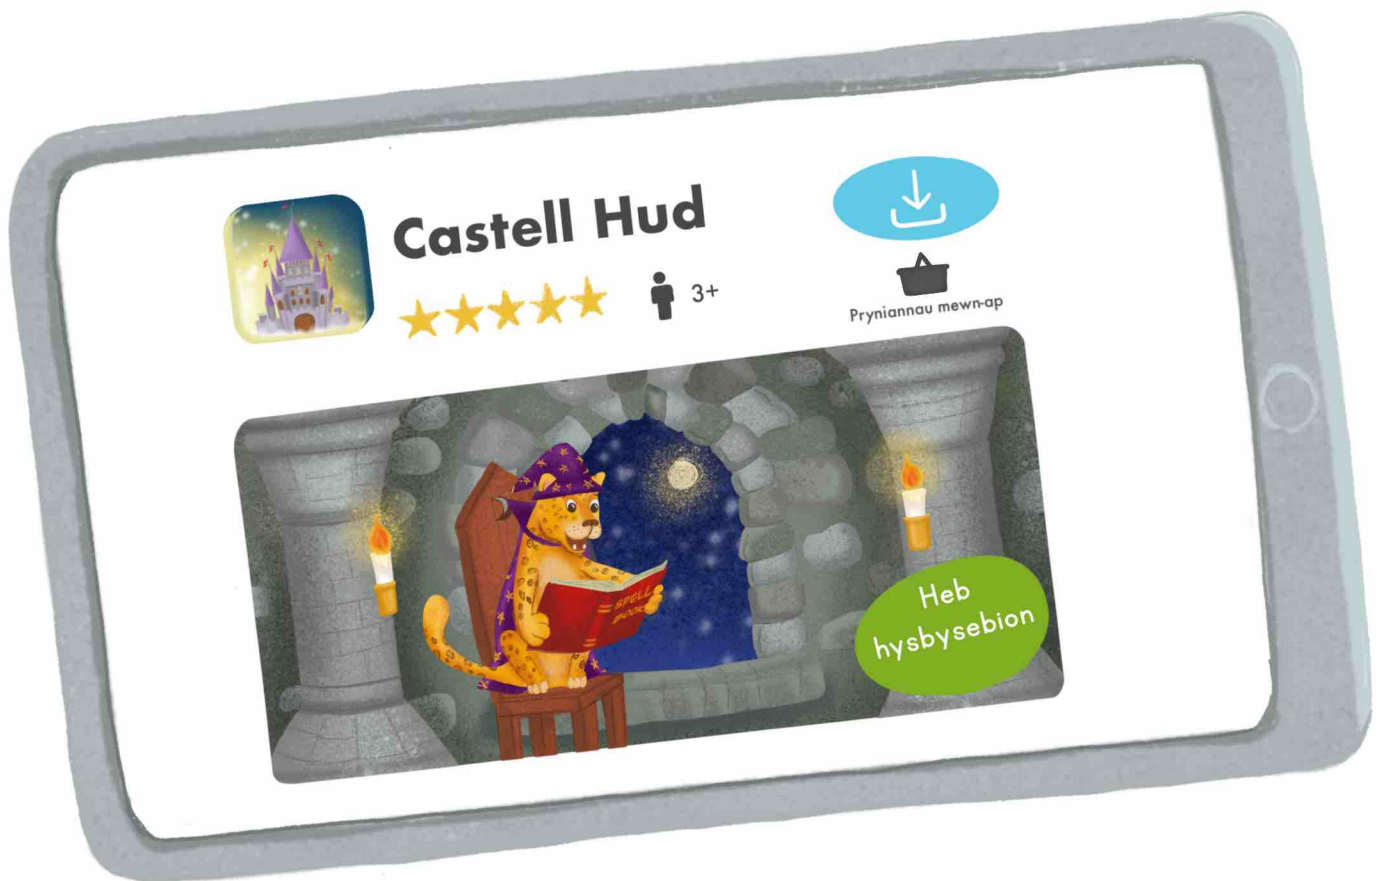 Castell Hud
3+
Pryniannau mewn-ap
SPELL
BOOK
Heb
hysbysebion